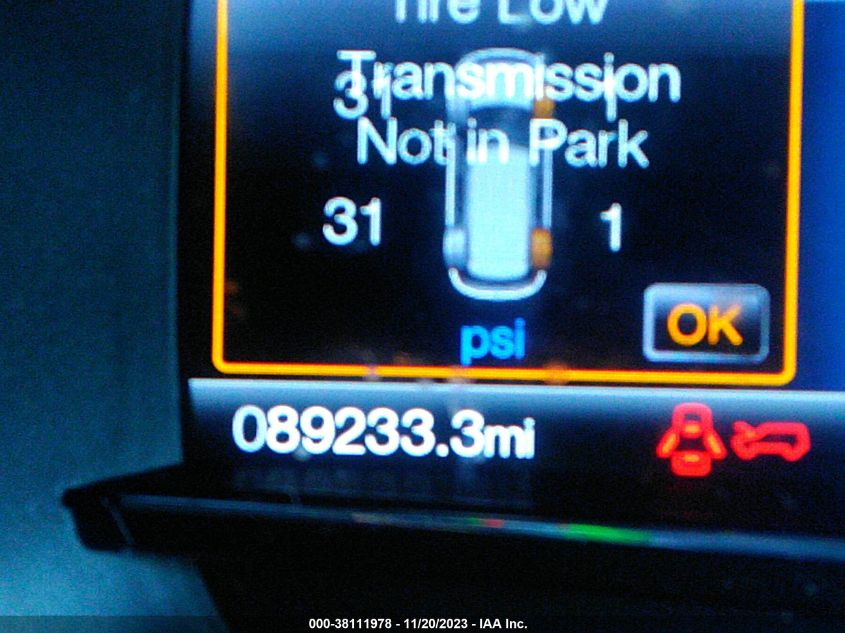 Tire Low
Transmission
31 1
Not in Park
31 1
psi
OK
089233.3mi
000-38111978 - 11/20/2023 - IAA Inc.